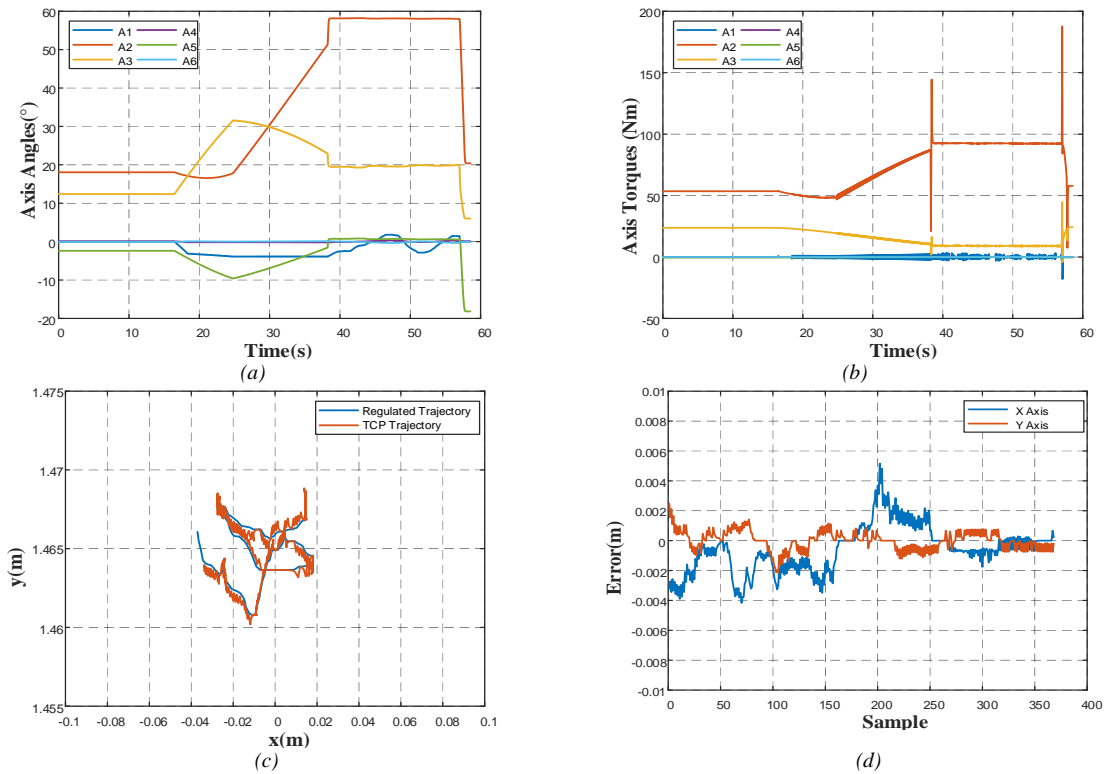 60
50
40
30
20
10
0
-10
-20
Axis Angles(°)
A1 A4
A2 A5
A3 A6
0 10 20 30 40 50 60
Time(s)
(a)
200
150
100
50
0
-50
Axis Torques (Nm)
A1 A4
A2 A5
A3 A6
0 10 20 30 40 50 60
Time(s)
(b)
1.475
1.47
1.465
1.46
1.455
y(m)
Regulated Trajectory
TCP Trajectory
-0.1 -0.08 -0.06 -0.04 -0.02 0 0.02 0.04 0.06 0.08 0.1
x(m)
(c)
0.01
0.008
0.006
0.004
0.002
0
-0.002
-0.004
-0.006
-0.008
-0.01
Error(m)
X Axis
Y Axis
0 50 100 150 200 250 300 350 400
Sample
(d)